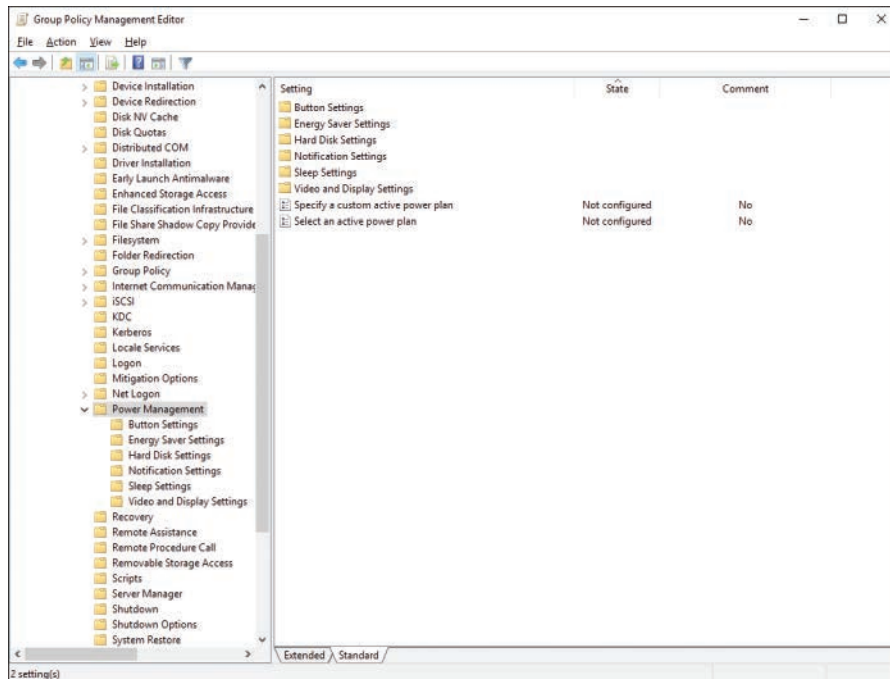 Group Policy Management Editor
File Action View Help
Device Installation
Device Redirection
Disk NV Cache
Disk Quotas
Distributed COM
Driver Installation
Early Launch Antimalware
Enhanced Storage Access
File Classification Infrastructure
File Share Shadow Copy Provide
Filesystem
Folder Redirection
Group Policy
Internet Communication Manag
iSCSI
KDC
Kerberos
Locale Services
Logon
Mitigation Options
Net Logon
Power Management
Button Settings
Energy Saver Settings
Hard Disk Settings
Notification Settings
Sleep Settings
Video and Display Settings
Recovery
Remote Assistance
Remote Procedure Call
Removable Storage Access
Scripts
Server Manager
Shutdown
Shutdown Options
System Restore
Setting State Comment
Button Settings
Energy Saver Settings
Hard Disk Settings
Notification Settings
Sleep Settings
Video and Display Settings
Specify a custom active power plan Not configured No
Select an active power plan Not configured No
Extended Standard
2 setting(s)